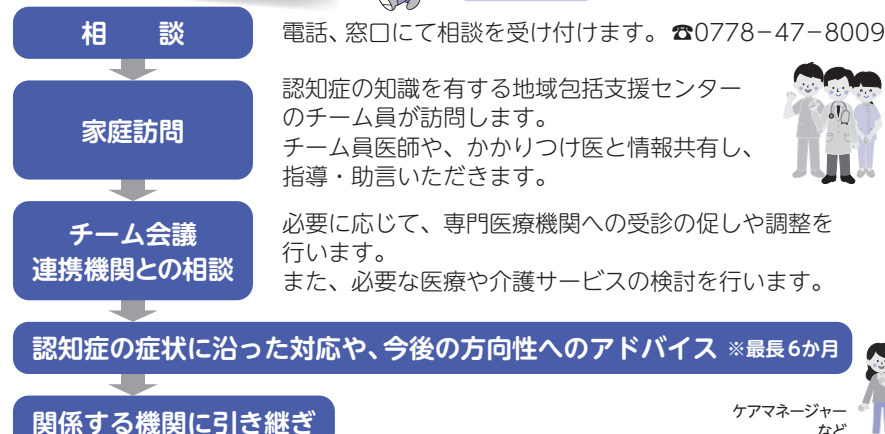 相　談
電話、窓口にて相談を受け付けます。☎0778－47－8009
家庭訪問
認知症の知識を有する地域包括支援センター
のチーム員が訪問します。
チーム員医師や、かかりつけ医と情報共有し、
指導・助言いただきます。
チーム会議
連携機関との相談
必要に応じて、専門医療機関への受診の促しや調整を
行います。
また、必要な医療や介護サービスの検討を行います。
認知症の症状に沿った対応や、今後の方向性へのアドバイス ※最長6か月
関係する機関に引き継ぎ
ケアマネージャー
など